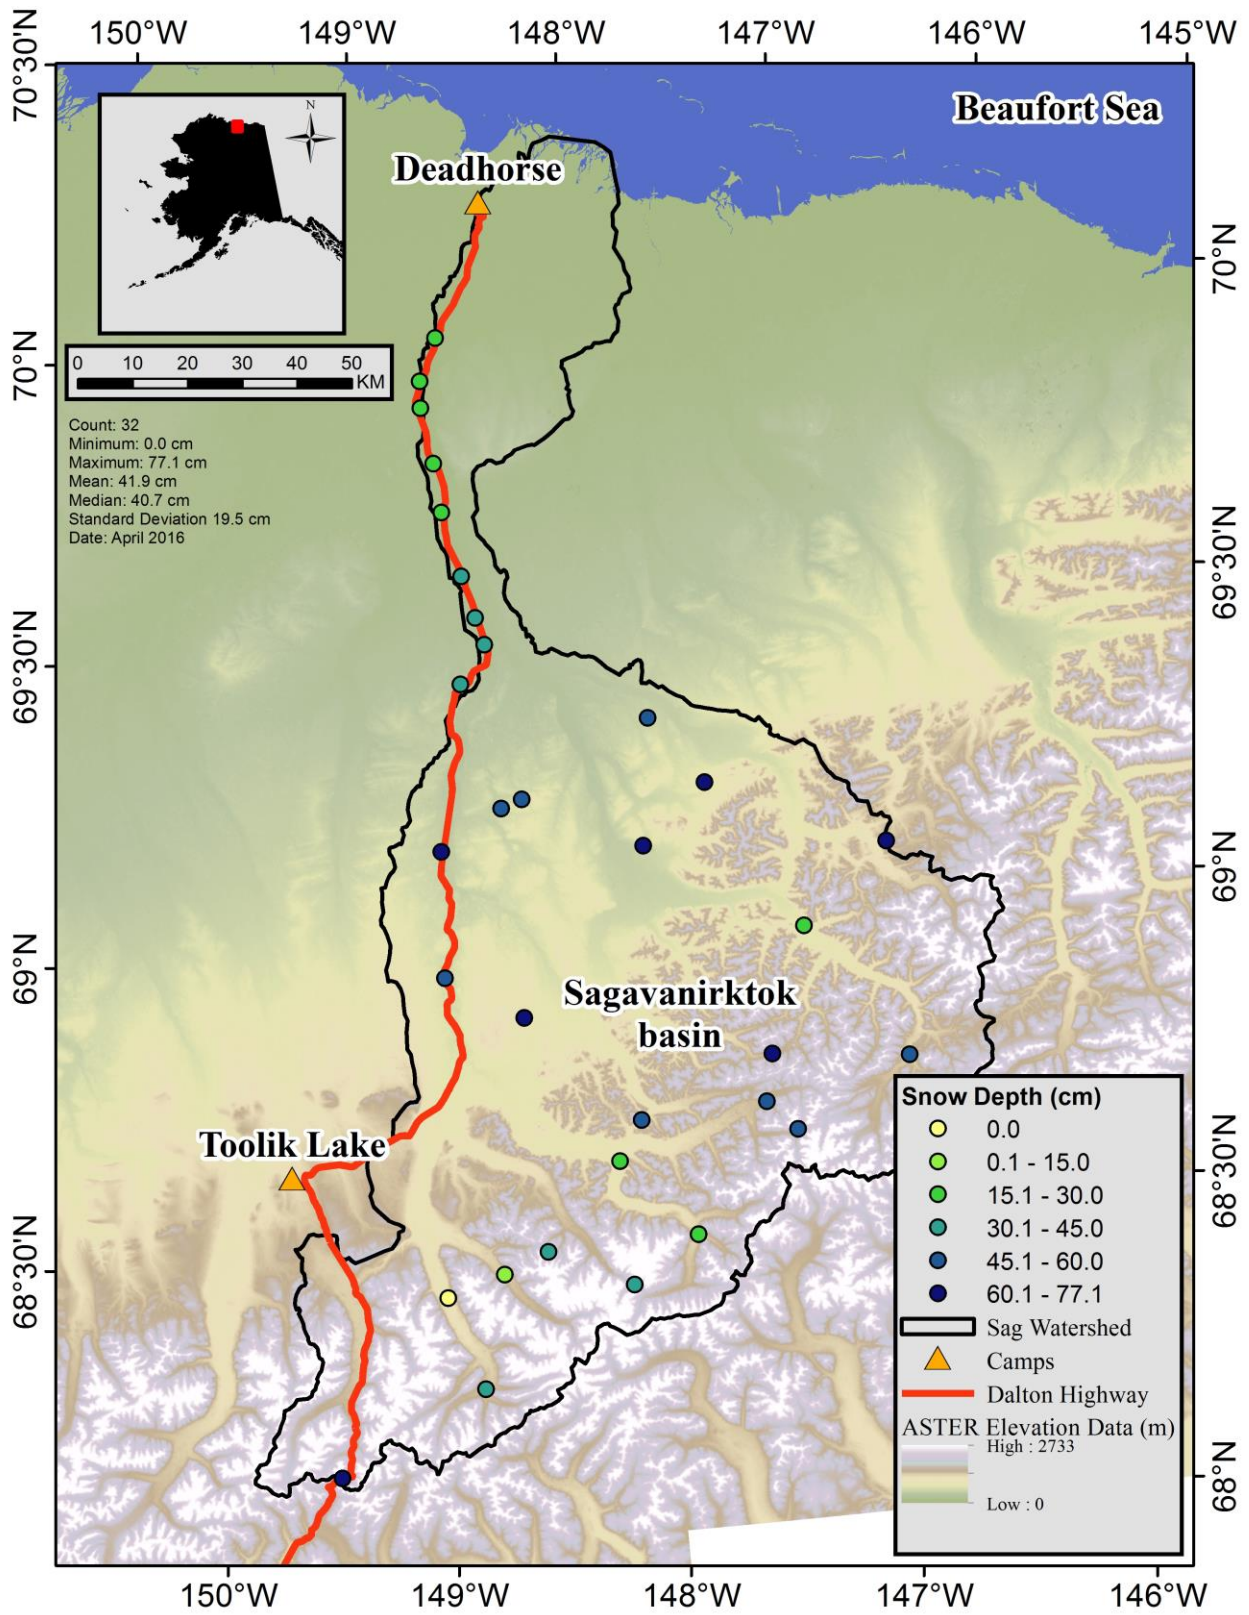 150°W 149°W 148°W 147°W 146°W 145°W
70°30'N
Beaufort Sea
N
Deadhorse
70°N
0 10 20 30 40 50
KM
70°N
Count: 32
Minimum: 0.0 cm
Maximum: 77.1 cm
Mean: 41.9 cm
Median: 40.7 cm
Standard Deviation 19.5 cm
Date: April 2016
69°30'N
69°30'N
69°N
69°N
Sagavanirktok
basin
Toolik Lake
68°30'N
68°30'N
68°N
Snow Depth (cm)
0.0
0.1 - 15.0
15.1 - 30.0
30.1 - 45.0
45.1 - 60.0
60.1 - 77.1
Sag Watershed
Camps
Dalton Highway
ASTER Elevation Data (m)
High : 2733
Low : 0
150°W 149°W 148°W 147°W 146°W